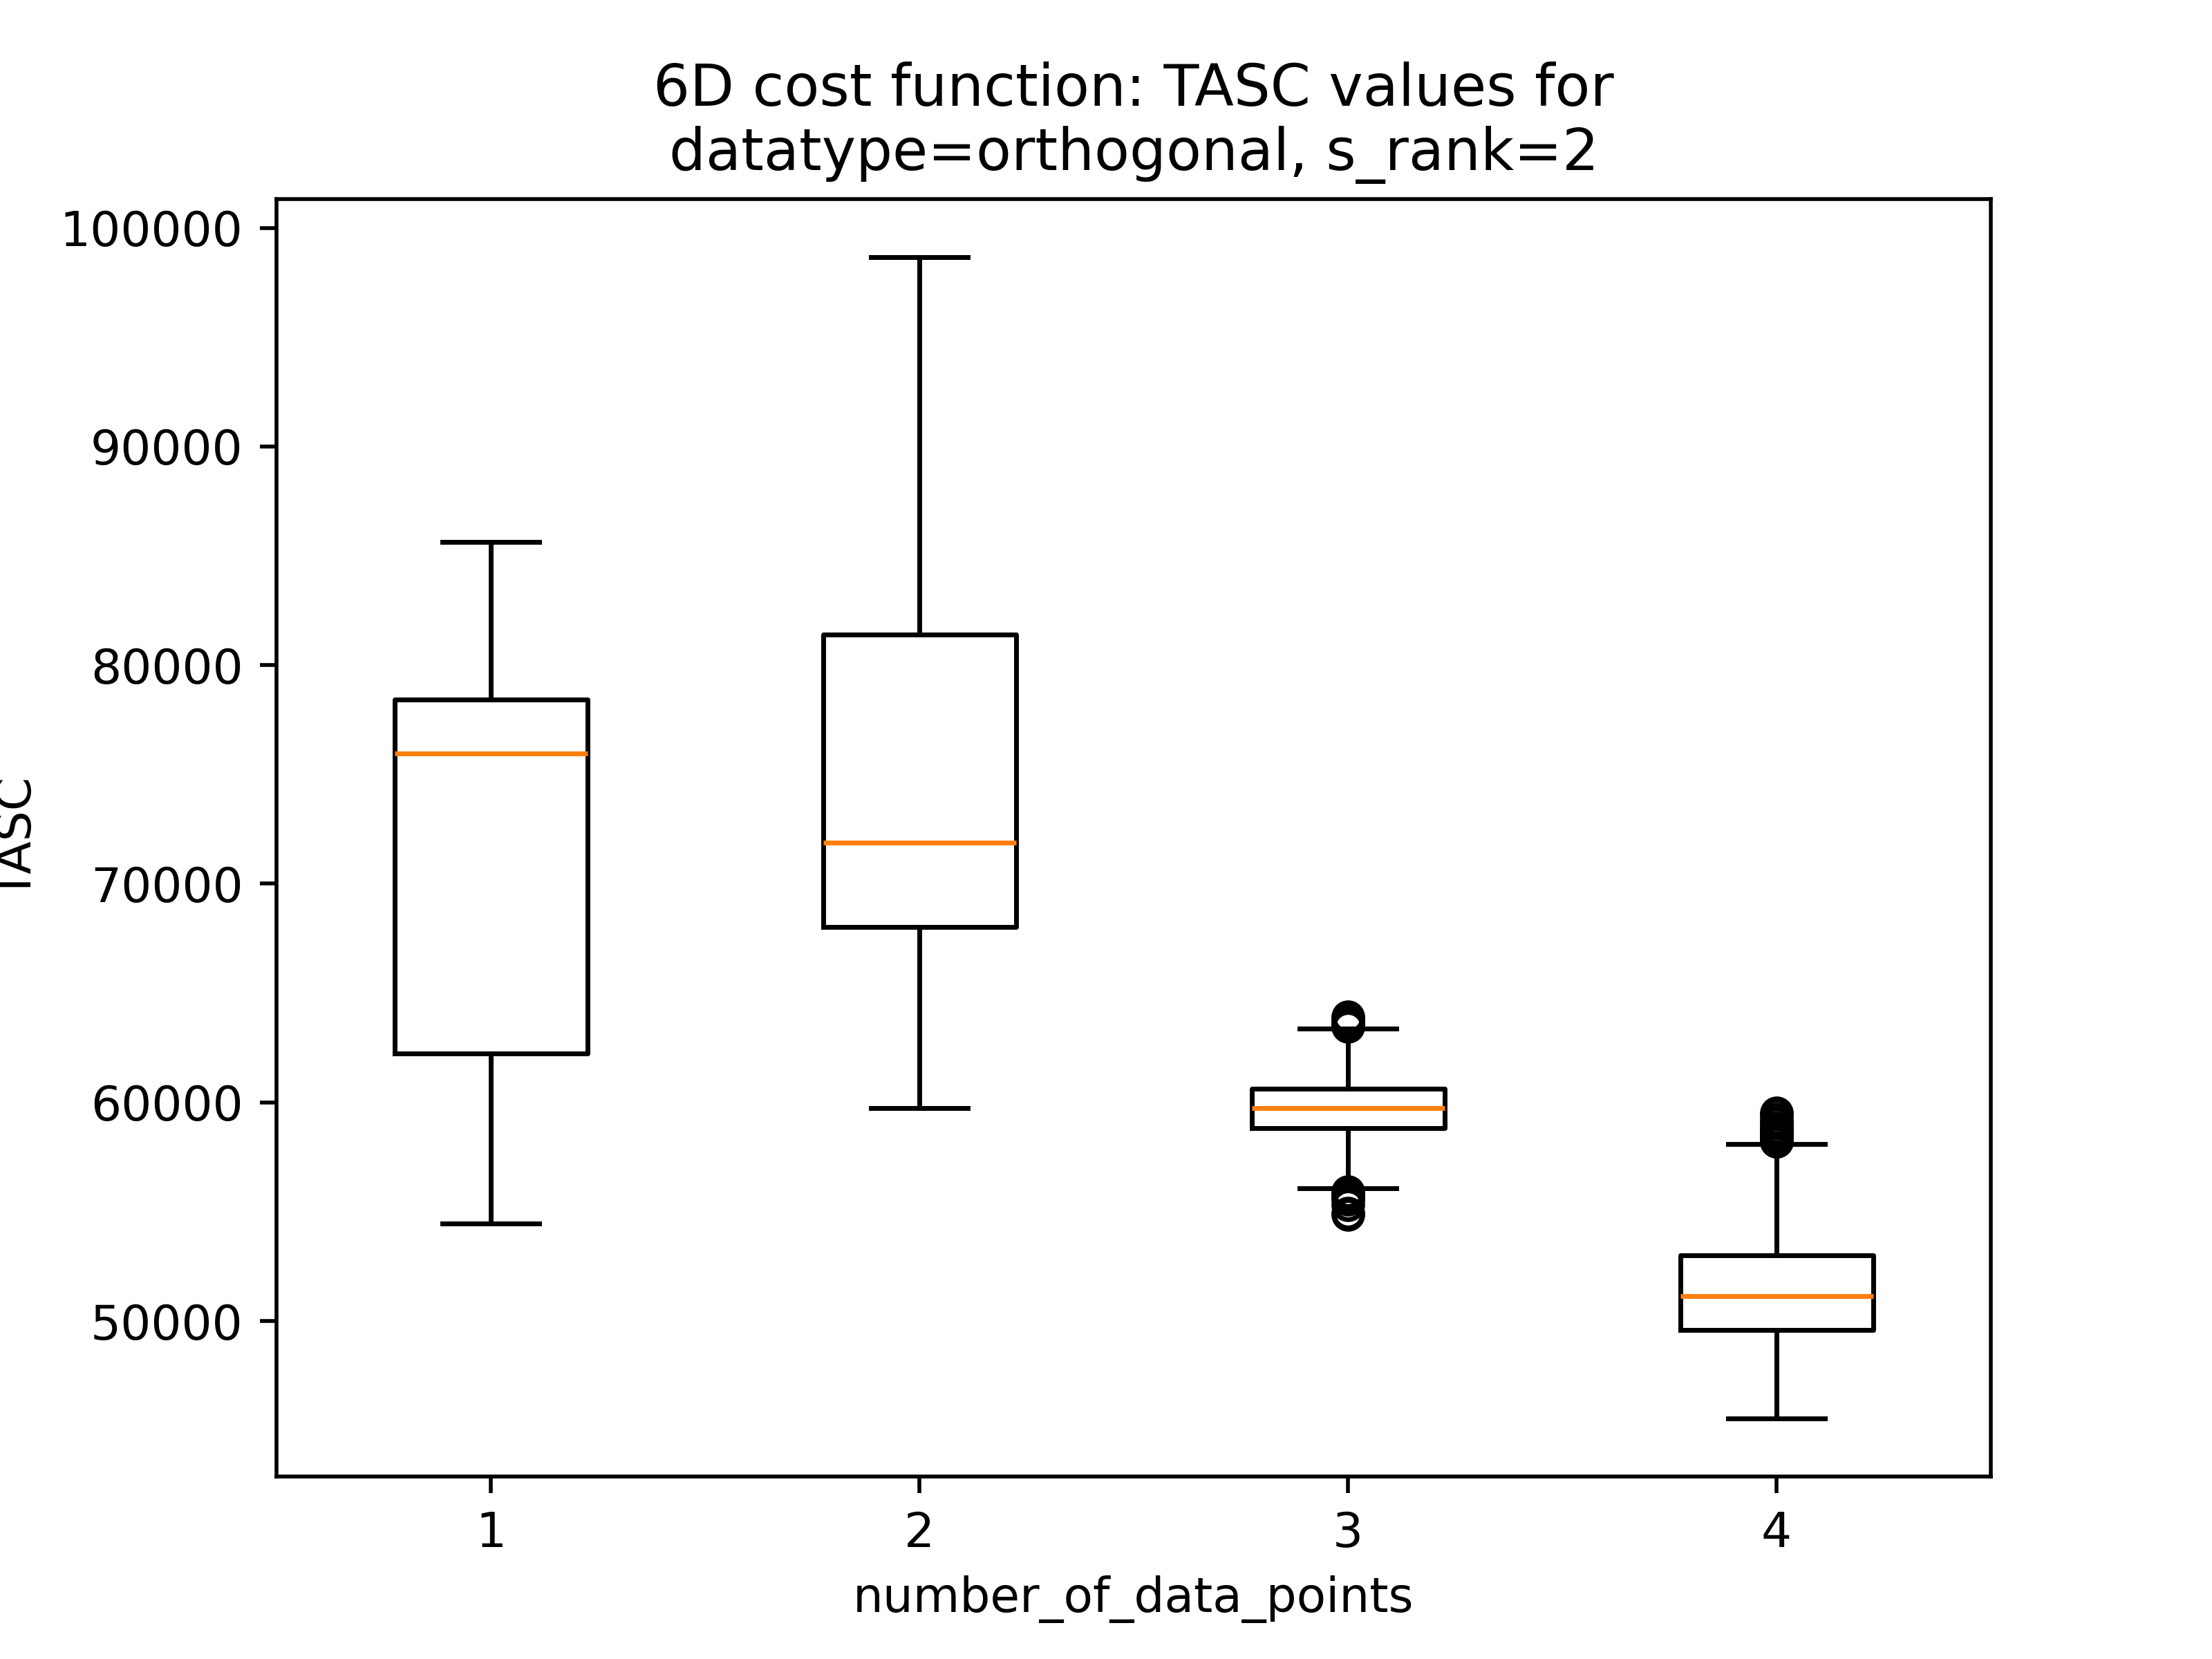 6D cost function: TASC values for
datatype=orthogonal, s_rank=2
100000
90000
80000
70000
60000
50000
TASC
1 2 3 4
number_of_data_points